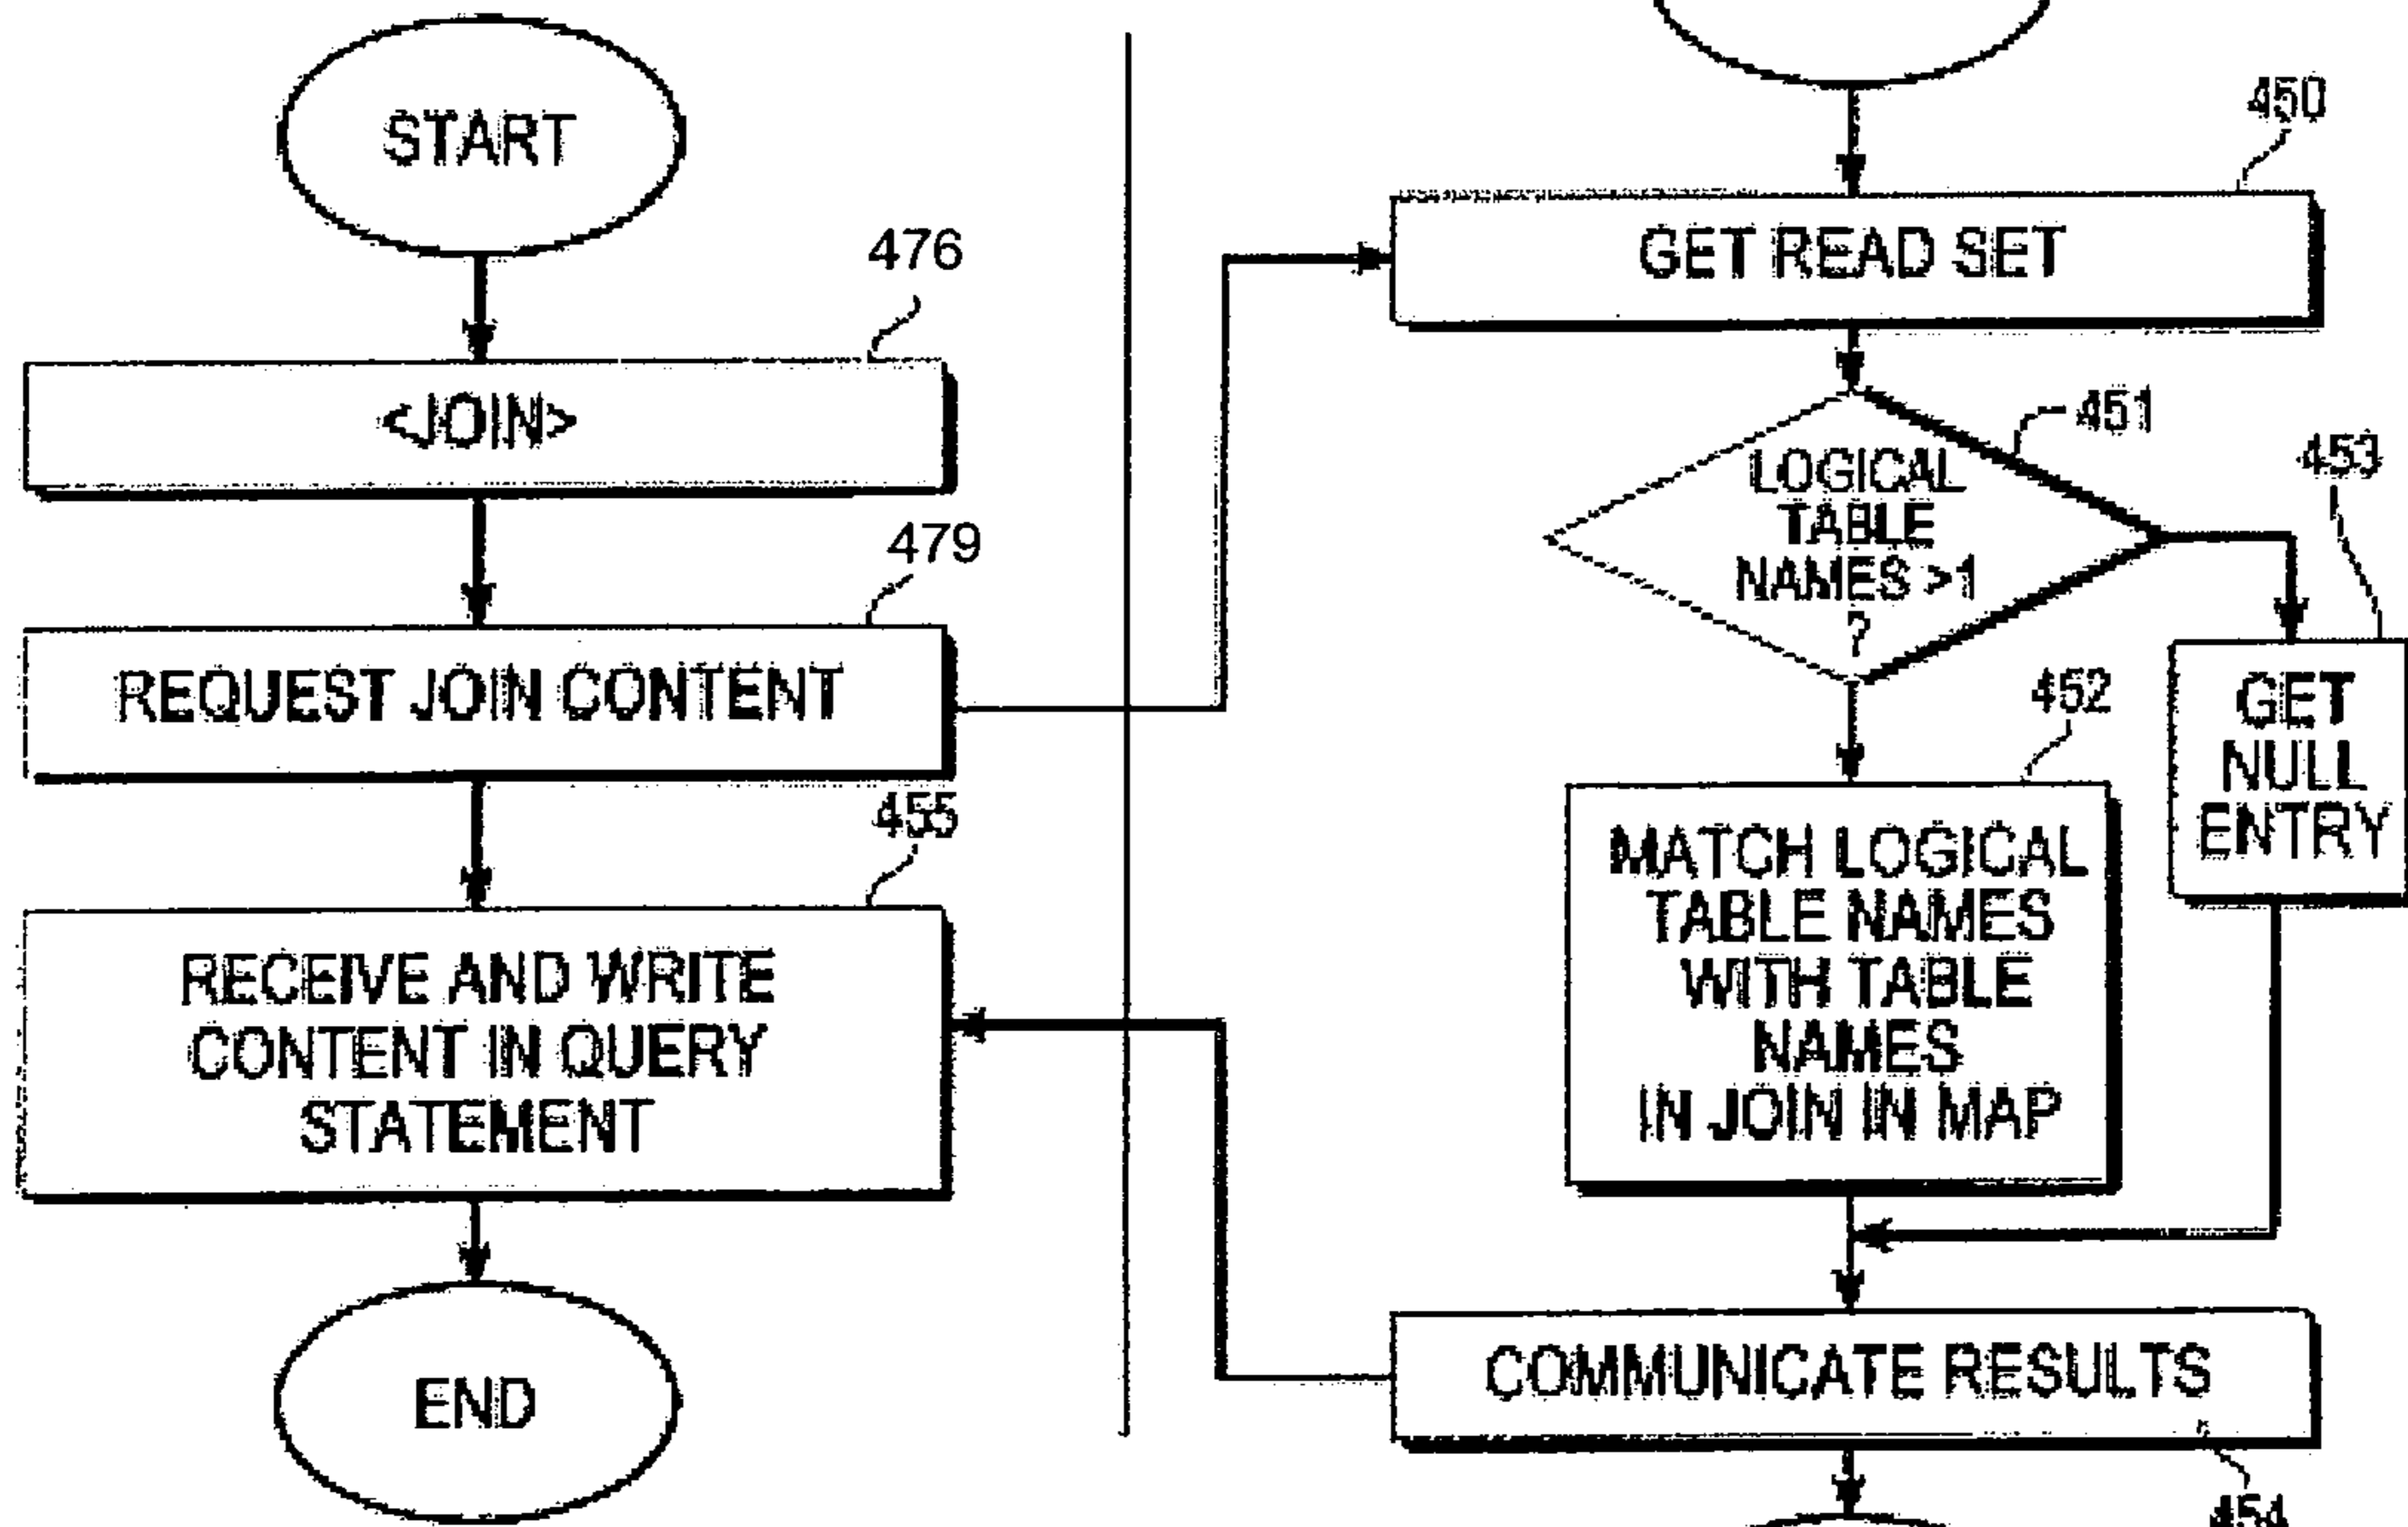 START
476
<JOIN>
479
REQUEST JOIN CONTENT
455
RECEIVE AND WRITE
CONTENT IN QUERY
STATEMENT
END
450
GET READ SET
451
LOGICAL
TABLE
NAMES >1
?
453
GET
NULL
ENTRY
452
MATCH LOGICAL
TABLE NAMES
WITH TABLE
NAMES
IN JOIN IN MAP
COMMUNICATE RESULTS
454